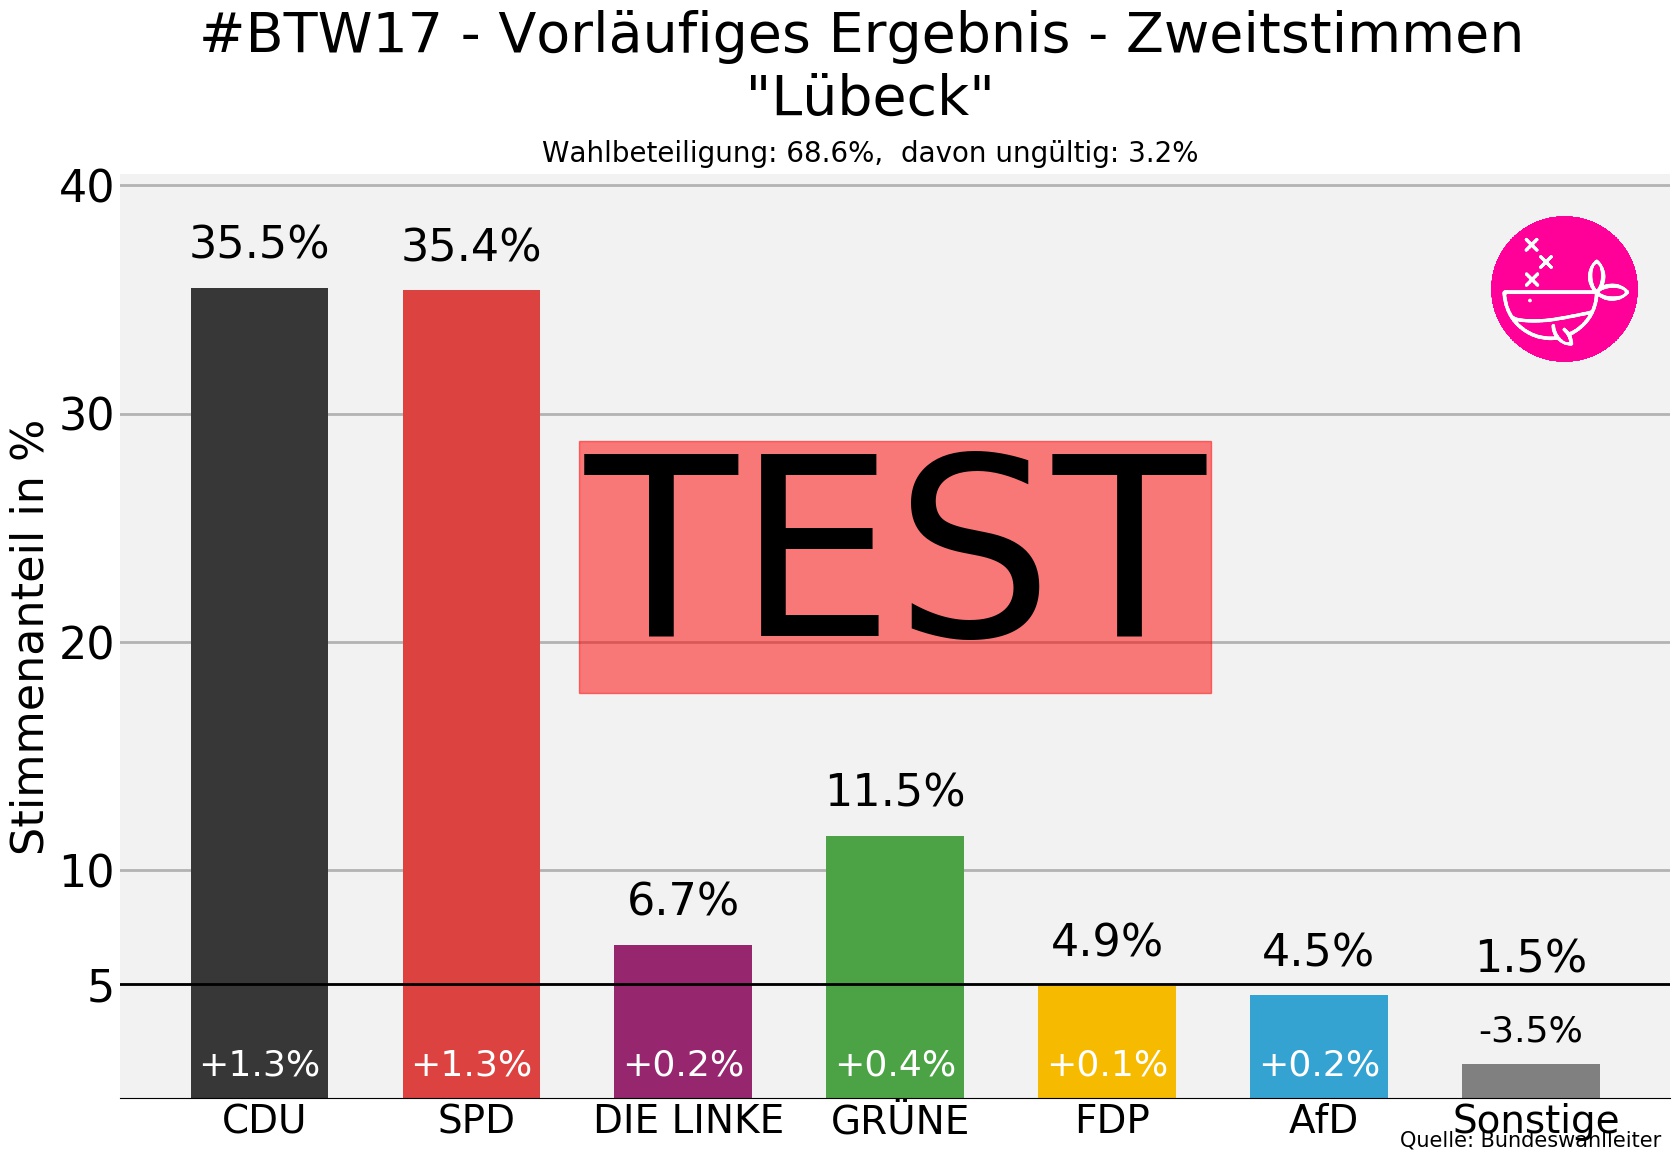 #BTW17 - Vorläufiges Ergebnis - Zweitstimmen
"Lübeck"
Wahlbeteiligung: 68.6%,  davon ungültig: 3.2%
Stimmenanteil in %
40
30
20
10
5
35.5%
35.4%
6.7%
11.5%
4.9%
4.5%
1.5%
TEST
+1.3%
+1.3%
+0.2%
+0.4%
+0.1%
+0.2%
-3.5%
CDU
SPD
DIE LINKE
GRÜNE
FDP
AfD
Sonstige
Quelle: Bundeswahlleiter